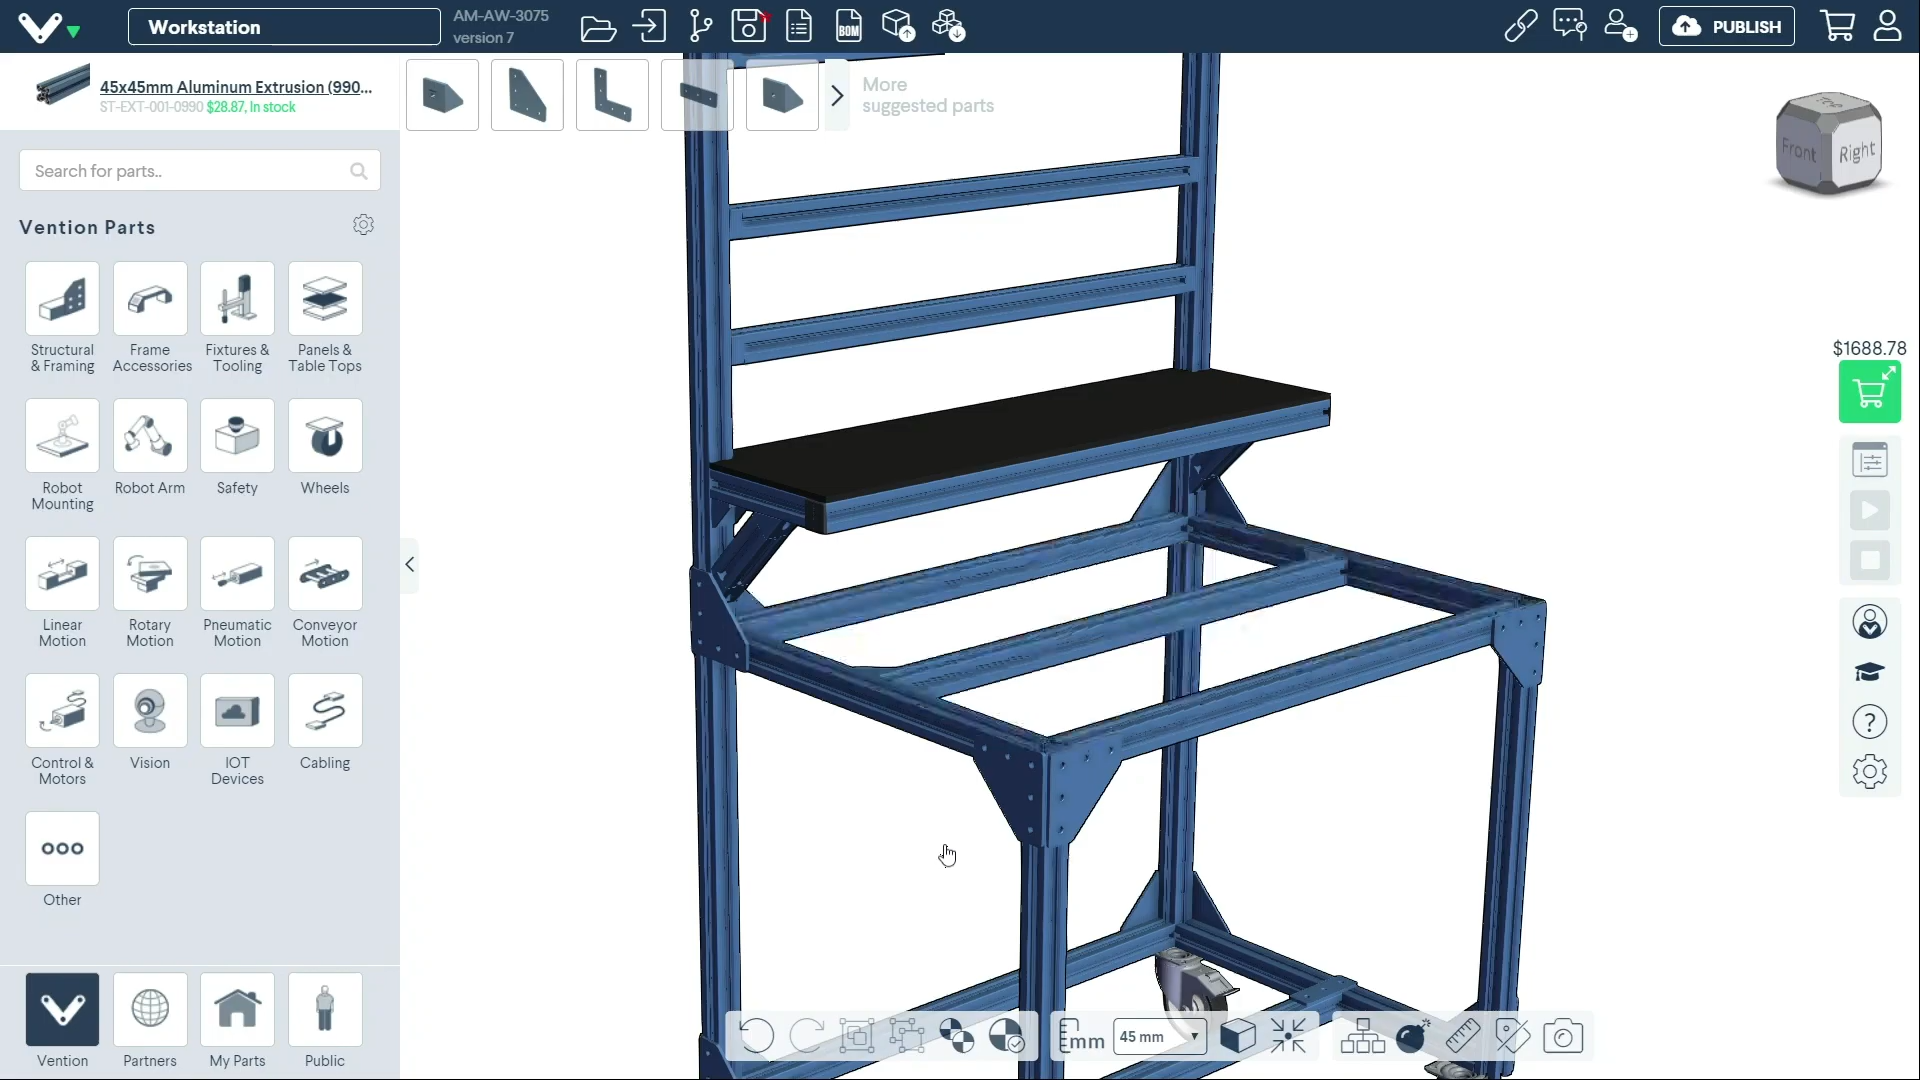 Workstation
AM-AW-3075
version 7
BOM
PUBLISH
45x45mm Aluminum Extrusion (990...
ST-EXT-001-0990 $28.87, In stock
More
suggested parts
Top
Front
Right
Search for parts..
Vention Parts
Structural
& Framing
Frame
Accessories
Fixtures &
Tooling
Panels &
Table Tops
$1688.78
Robot
Mounting
Robot Arm
Safety
Wheels
Linear
Motion
Rotary
Motion
Pneumatic
Motion
Conveyor
Motion
Control &
Motors
Vision
IOT
Devices
Cabling
?
Other
mm
45 mm
Vention
Partners
My Parts
Public